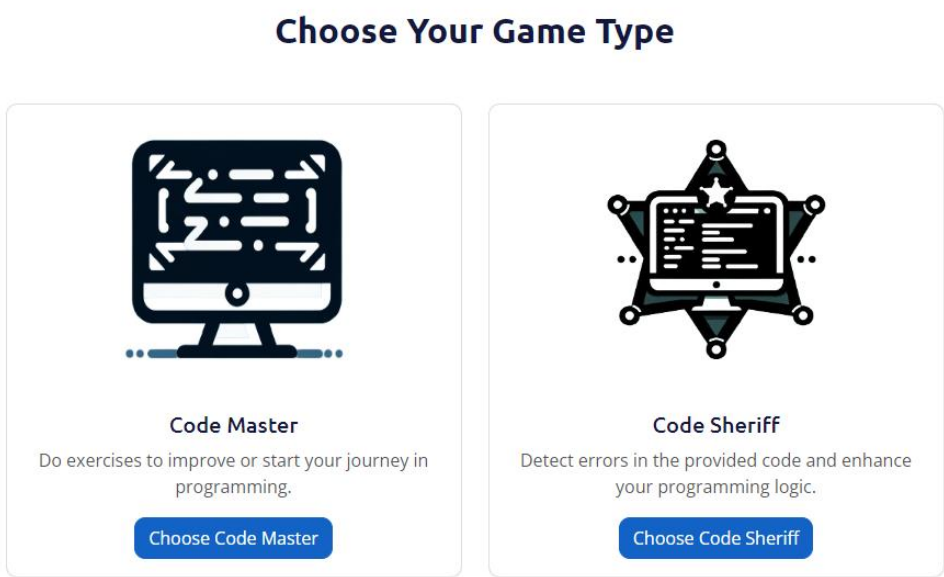 Choose Your Game Type
Code Master
Do exercises to improve or start your journey in
programming.
Choose Code Master
Code Sheriff
Detect errors in the provided code and enhance
your programming logic.
Choose Code Sheriff